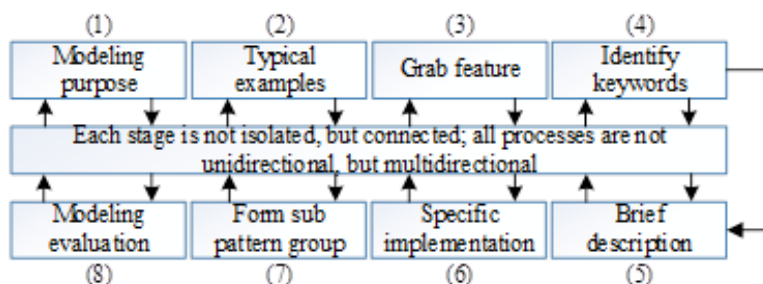 (1) (2) (3) (4)
Modeling purpose
Typical examples
Grab feature
Identify keywords
Each stage is not isolated, but connected; all processes are not
unidirectional, but multidirectional
Modeling evaluation
Form sub pattern group
Specific implementation
Brief description
(8) (7) (6) (5)